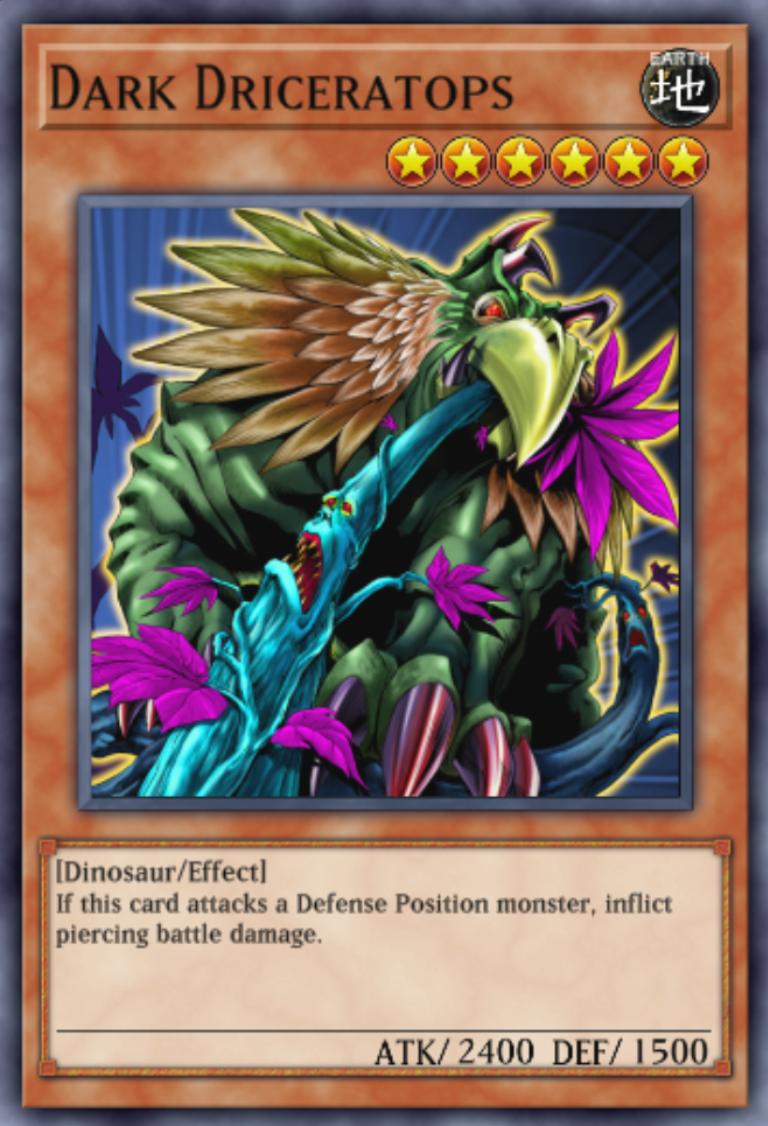 DARK DRICERATOPS
EARTH
地
[Dinosaur/Effect]
If this card attacks a Defense Position monster, inflict
piercing battle damage.
ATK/ 2400 DEF/ 1500